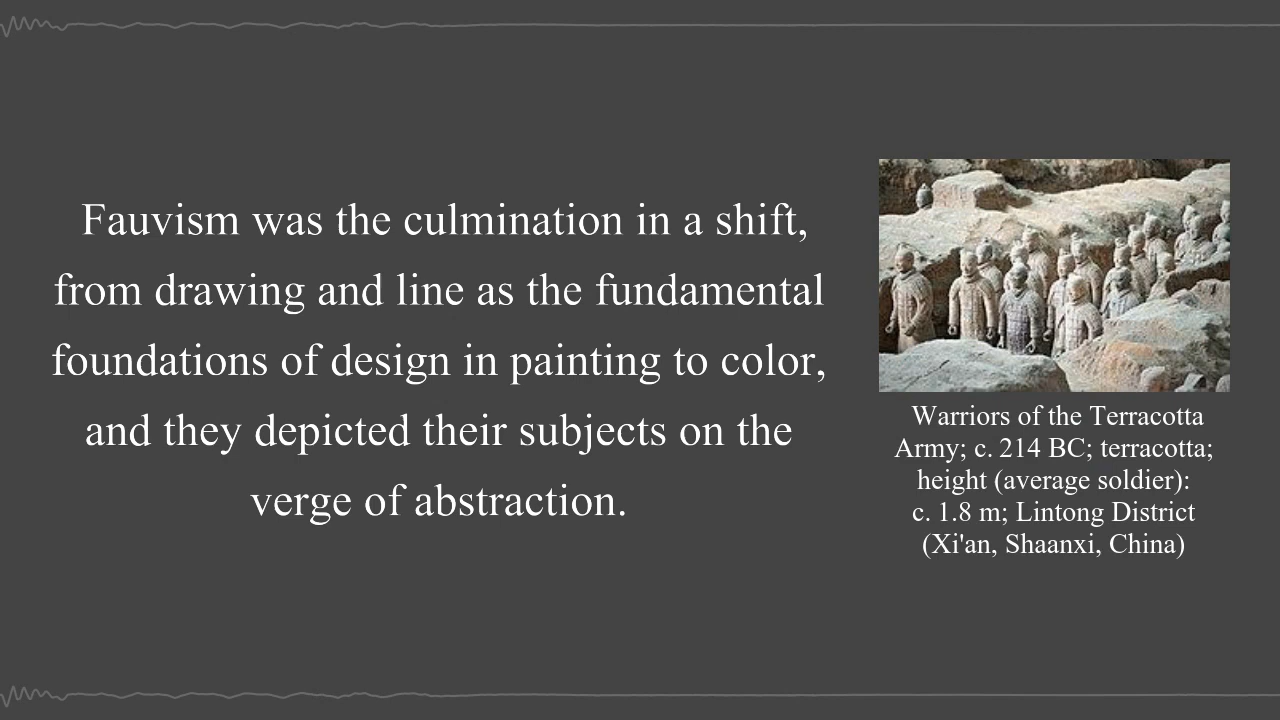 Fauvism was the culmination in a shift,
from drawing and line as the fundamental
foundations of design in painting to color,
and they depicted their subjects on the
verge of abstraction.
Warriors of the Terracotta
Army; c. 214 BC; terracotta;
height (average soldier):
c. 1.8 m; Lintong District
(Xi'an, Shaanxi, China)